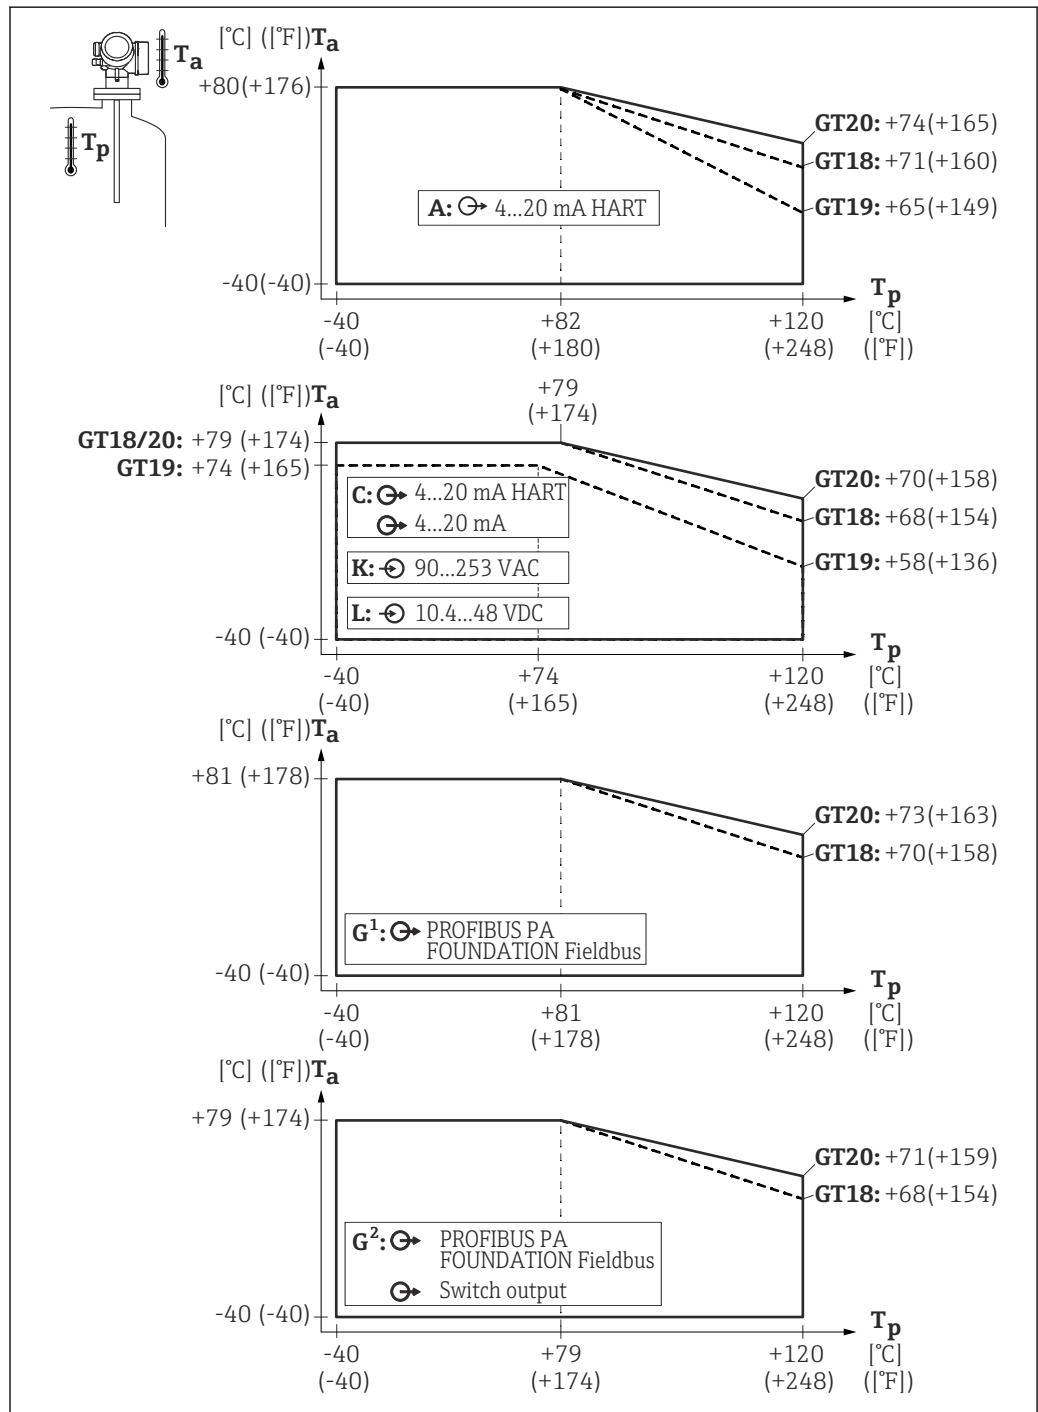 Ta
Tp
[°C] ([°F])Ta
+80(+176)
GT20: +74(+165)
GT18: +71(+160)
A: 4...20 mA HART
GT19: +65(+149)
-40(-40)
Tp
-40 +82 +120 [°C]
(-40) (+180) (+248) ([°F])
[°C] ([°F])Ta
+79
(+174)
GT18/20: +79 (+174)
GT19: +74 (+165)
GT20: +70(+158)
C: 4...20 mA HART
GT18: +68(+154)
4...20 mA
GT19: +58(+136)
K: 90...253 VAC
L: 10.4...48 VDC
-40 (-40)
Tp
-40 +74 +120 [°C]
(-40) (+165) (+248) ([°F])
[°C] ([°F])Ta
+81 (+178)
GT20: +73(+163)
GT18: +70(+158)
G1: PROFIBUS PA
FOUNDATION Fieldbus
-40 (-40)
Tp
-40 +81 +120 [°C]
(-40) (+178) (+248) ([°F])
[°C] ([°F])Ta
+79 (+174)
GT20: +71(+159)
GT18: +68(+154)
G2: PROFIBUS PA
FOUNDATION Fieldbus
Switch output
-40 (-40)
Tp
-40 +79 +120 [°C]
(-40) (+174) (+248) ([°F])